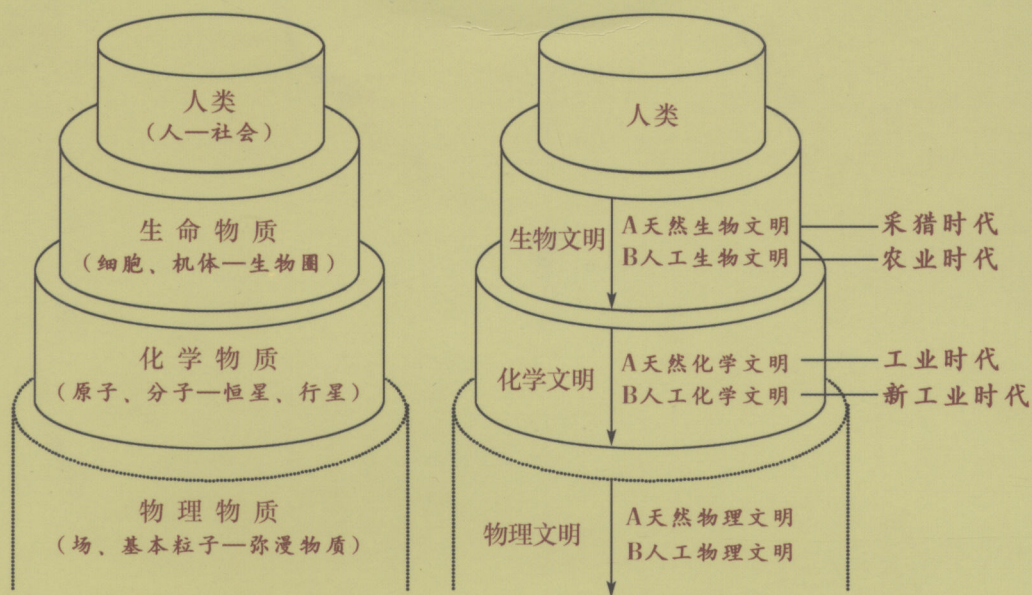 人类
(人—社会)
生命物质
(细胞、机体—生物圈)
化学物质
(原子、分子—恒星、行星)
物理物质
(场、基本粒子—弥漫物质)
人类
生物文明
A天然生物文明
采猎时代
B人工生物文明
农业时代
化学文明
A天然化学文明
工业时代
B人工化学文明
新工业时代
物理文明
A天然物理文明
B人工物理文明